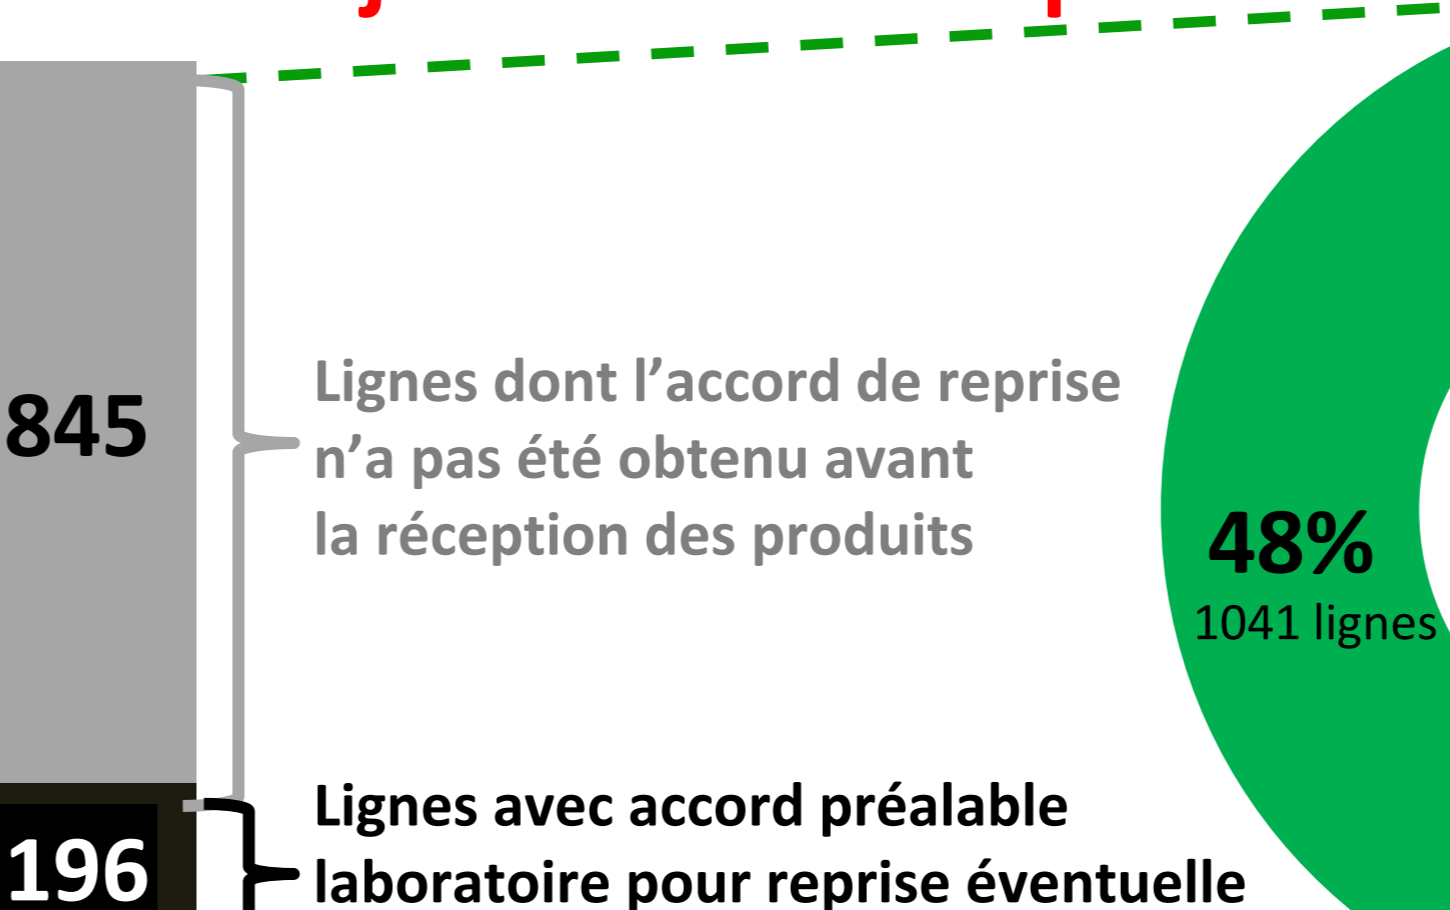 845
Lignes dont l’accord de reprise
n’a pas été obtenu avant
la réception des produits
48%
1041 lignes
196
Lignes avec accord préalable
laboratoire pour reprise éventuelle